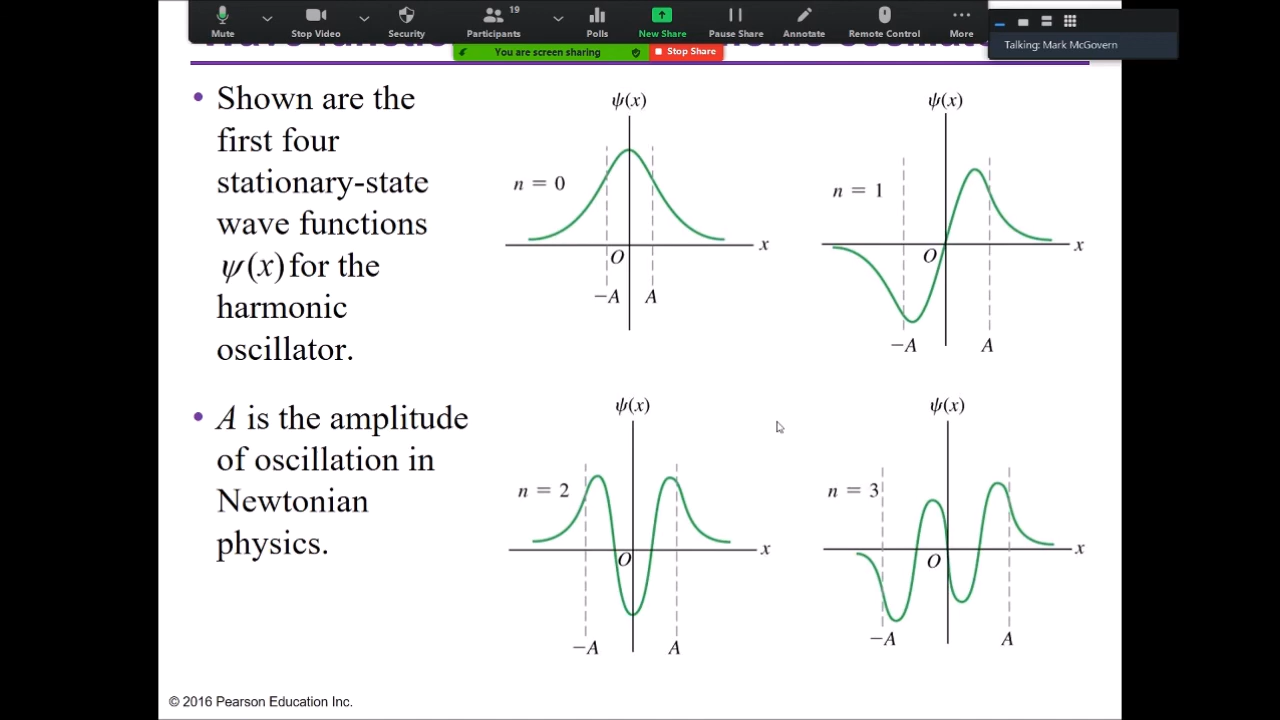 19
Mute
Stop Video
Security
Participants
Polls
New Share
Pause Share
Annotate
Remote Control
More
You are screen sharing
Stop Share
Talking: Mark McGovern
• Shown are the
first four
stationary-state
wave functions
ψ(x) for the
harmonic
oscillator.
• A is the amplitude
of oscillation in
Newtonian
physics.
ψ(x)
n = 0
x
O
−A
A
ψ(x)
n = 1
x
O
−A
A
ψ(x)
n = 2
x
O
−A
A
ψ(x)
n = 3
x
O
−A
A
© 2016 Pearson Education Inc.